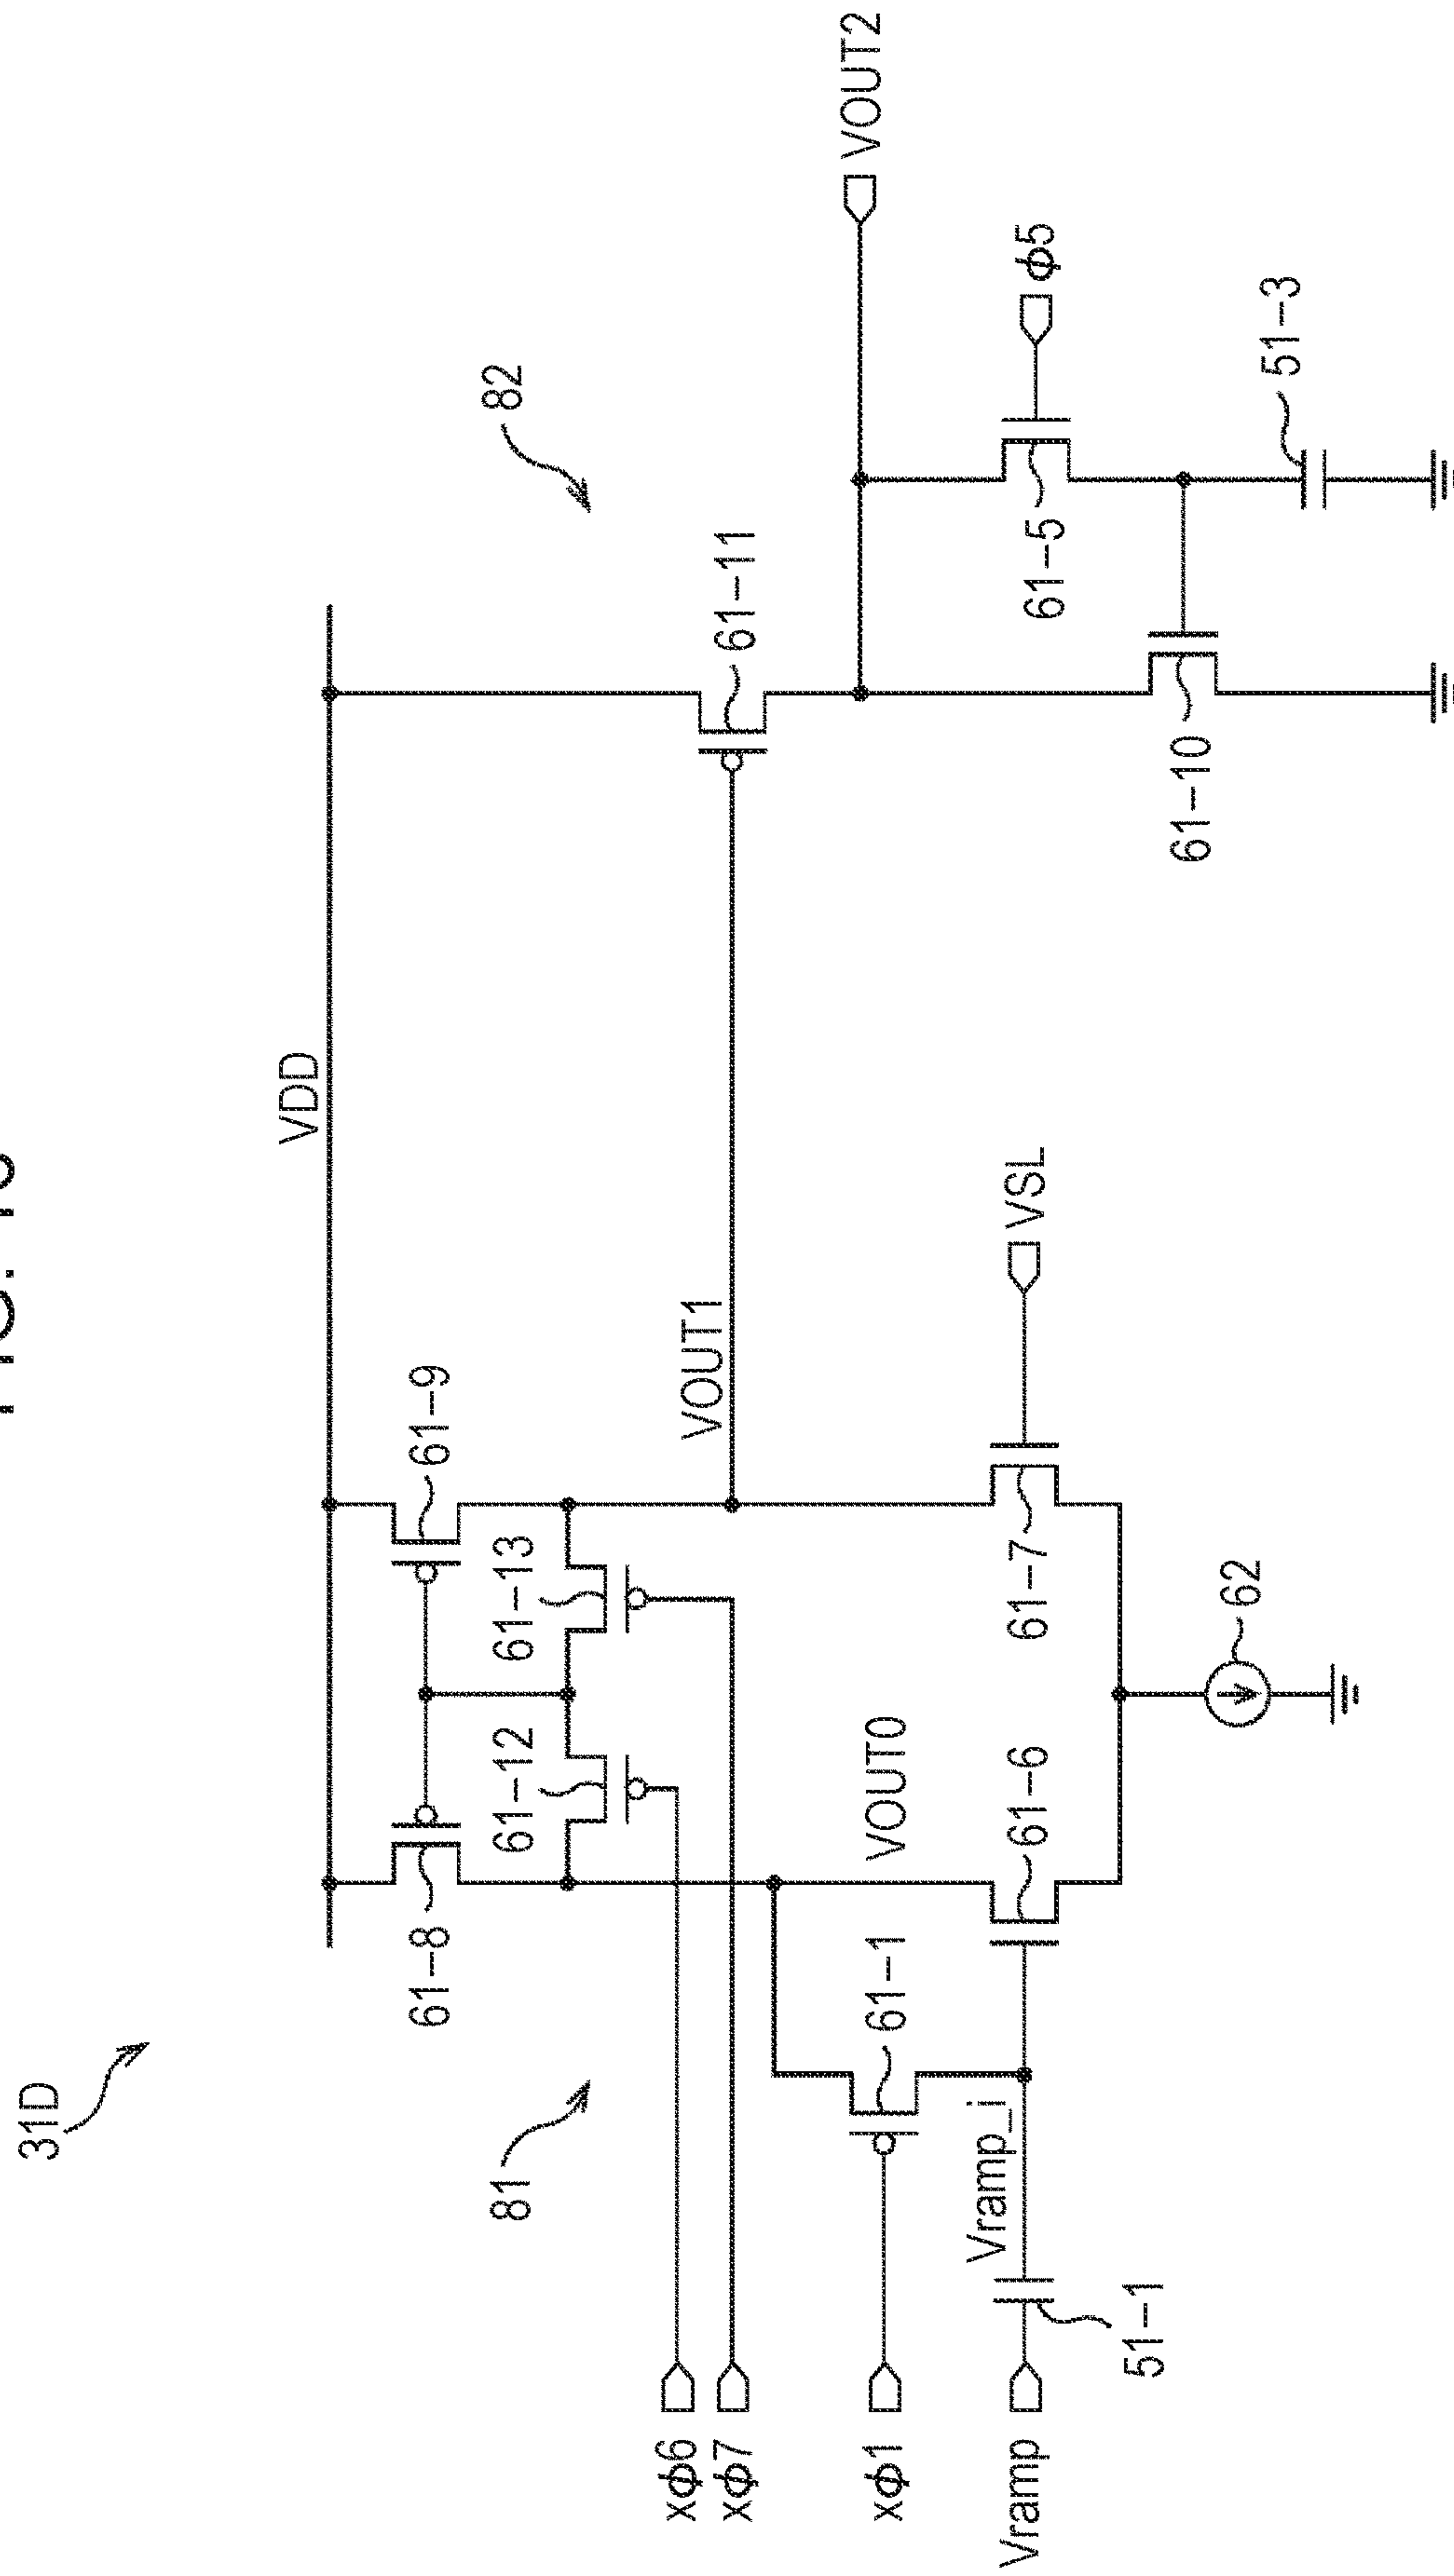 FIG.
31D
VDD
61-8
61-9
81
82
61-12
61-13
xφ6
xφ7
VOUT1
61-11
VOUT2
xφ1
61-1
VOUT0
Vramp_i
Vramp
61-6
61-7
VSL
61-5
φ5
51-1
61-10
62
51-3